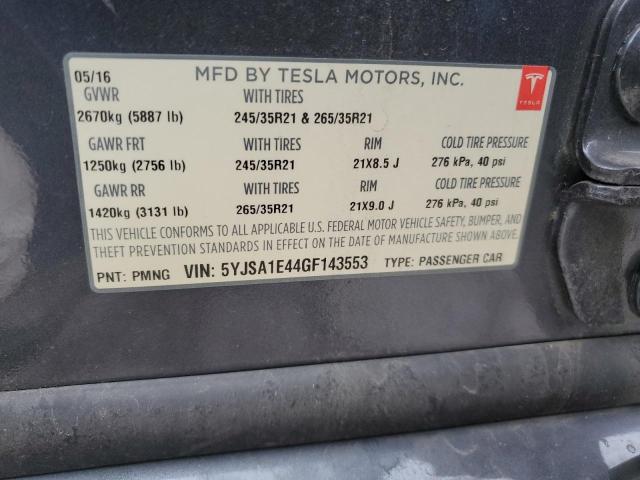 05/16 MFD BY TESLA MOTORS, INC.
TESLA
GVWR WITH TIRES
2670kg (5887 lb) 245/35R21 & 265/35R21
GAWR FRT WITH TIRES RIM COLD TIRE PRESSURE
1250kg (2756 lb) 245/35R21 21X8.5 J 276 kPa, 40 psi
GAWR RR WITH TIRES RIM COLD TIRE PRESSURE
1420kg (3131 lb) 265/35R21 21X9.0 J 276 kPa, 40 psi
THIS VEHICLE CONFORMS TO ALL APPLICABLE U.S. FEDERAL MOTOR VEHICLE SAFETY, BUMPER, AND
THEFT PREVENTION STANDARDS IN EFFECT ON THE DATE OF MANUFACTURE SHOWN ABOVE.
PNT: PMNG VIN: 5YJSA1E44GF143553 TYPE: PASSENGER CAR